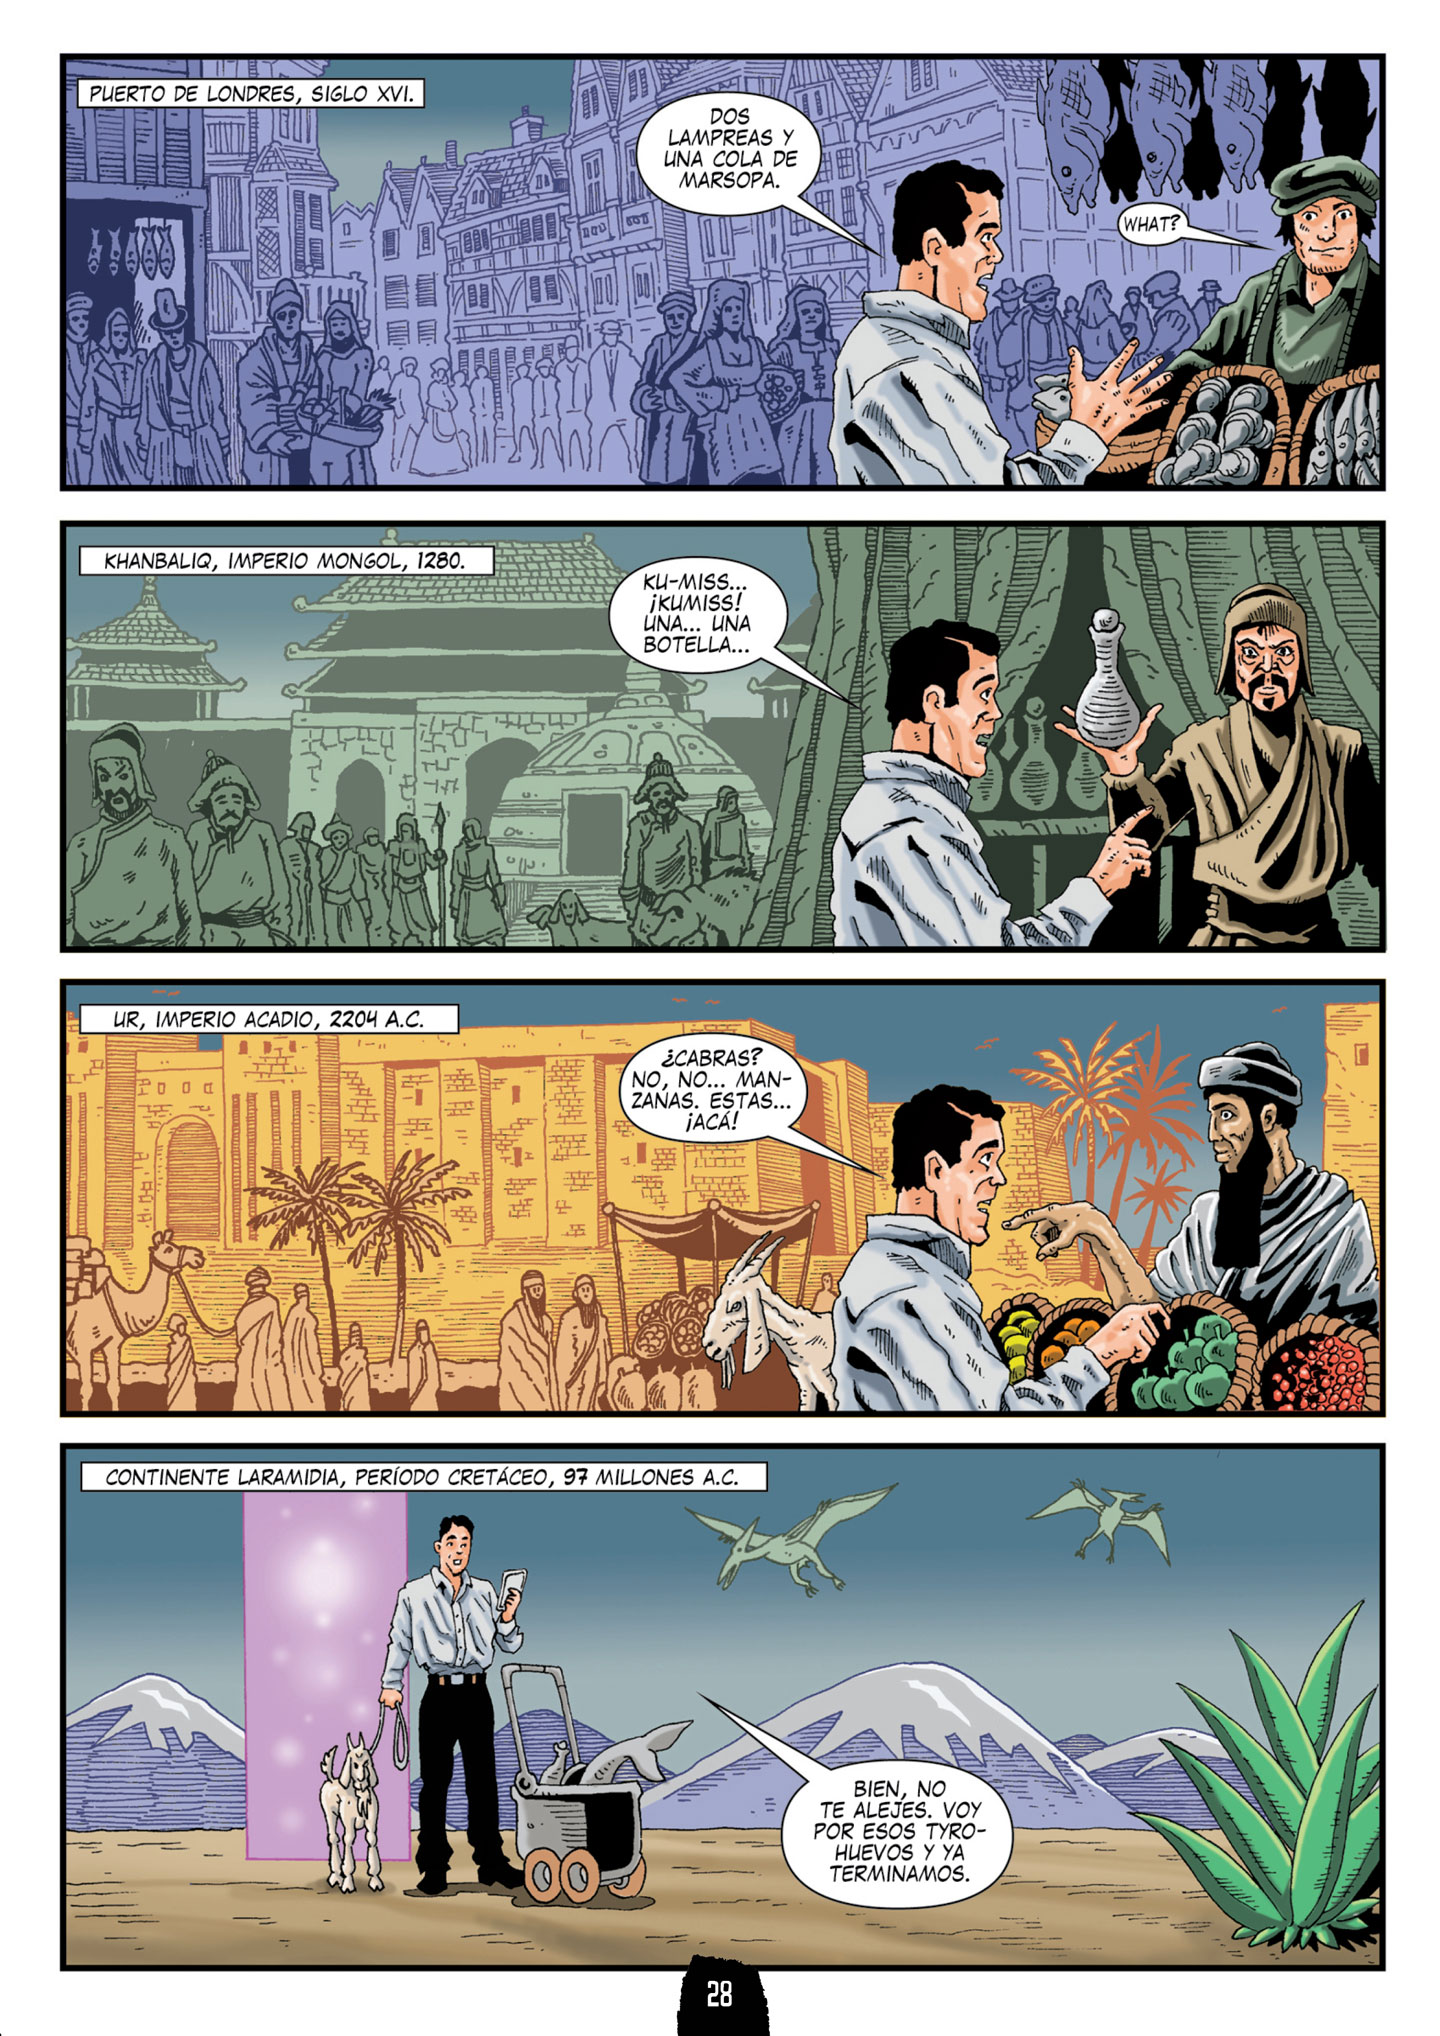 PUERTO DE LONDRES, SIGLO XVI.
DOS
LAMPREAS Y
UNA COLA DE
MARSOPA.
WHAT?
KHANBALIQ, IMPERIO MONGOL, 1280.
KU-MISS...
¡KUMISS!
UNA... UNA
BOTELLA...
UR, IMPERIO ACADIO, 2204 A.C.
¿CABRAS?
NO, NO... MAN-
ZANAS. ESTAS...
¡ACÁ!
CONTINENTE LARAMIDIA, PERÍODO CRETÁCEO, 97 MILLONES A.C.
BIEN, NO
TE ALEJES. VOY
POR ESOS TYRO-
HUEVOS Y YA
TERMINAMOS.
28